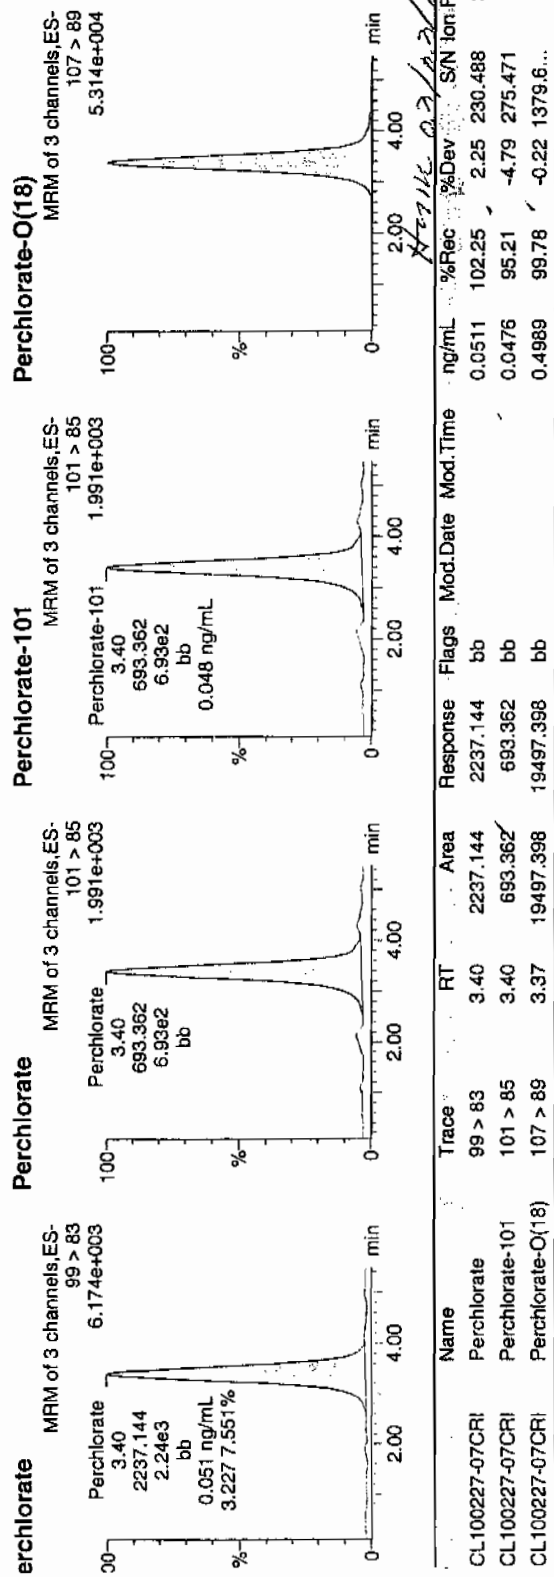 erchlorate
MRM of 3 channels,ES-
99 > 83
6.174e+003
00
Perchlorate
3.40
2237.144
2.24e3
bb
0.051 ng/mL
3.227 7.551%
%
0
2.00
4.00
min
Perchlorate
MRM of 3 channels,ES-
101 > 85
1.991e+003
100
Perchlorate
3.40
693.362
6.93e2
bb
%
0
2.00
4.00
min
Perchlorate-101
MRM of 3 channels,ES-
101 > 85
1.991e+003
100
Perchlorate-101
3.40
693.362
6.93e2
bb
0.048 ng/mL
%
0
2.00
4.00
min
Perchlorate-O(18)
MRM of 3 channels,ES-
107 > 89
5.314e+004
100
%
0
2.00
4.00
min
Name Trace RT Area Response Flags Mod.Date Mod.Time ng/mL %Rec %Dev S/N Ion
CL100227-07CRI Perchlorate 99 > 83 3.40 2237.144 2237.144 bb 0.0511 102.25 2.25 230.488
CL100227-07CRI Perchlorate-101 101 > 85 3.40 693.362 693.362 bb 0.0476 95.21 -4.79 275.471
CL100227-07CRI Perchlorate-O(18) 107 > 89 3.37 19497.398 19497.398 bb 0.4989 99.78 -0.22 1379.6...